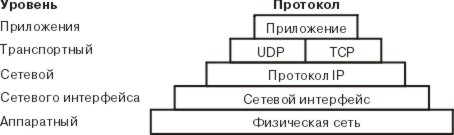 Уровень Протокол
Приложения Приложение
Транспортный UDP TCP
Сетевой Протокол IP
Сетевого интерфейса Сетевой интерфейс
Аппаратный Физическая сеть